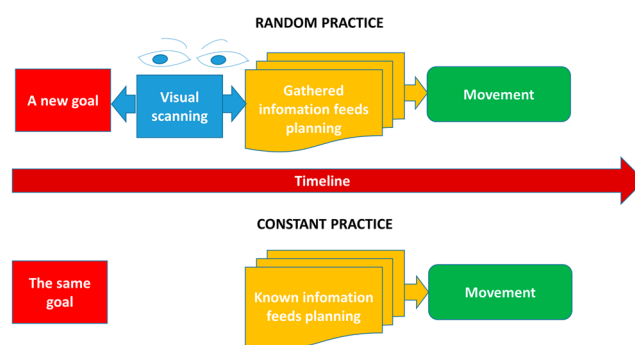 RANDOM PRACTICE
A new goal
Visual
scanning
Gathered
infomation feeds
planning
Movement
Timeline
CONSTANT PRACTICE
The same
goal
Known infomation
feeds planning
Movement